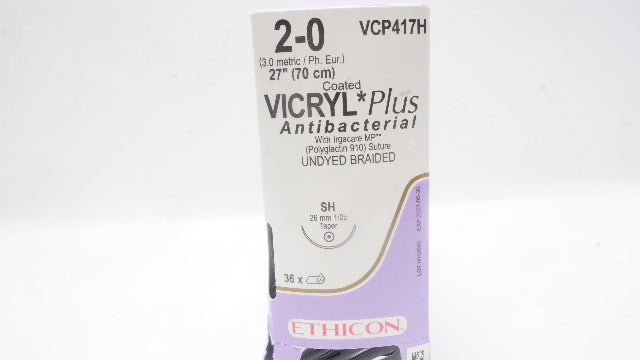 2-0
VCP417H
(3.0 metric / Ph. Eur.)
27" (70 cm)
Coated
VICRYL*Plus
Antibacterial
With Irgacare MP**
(Polyglactin 910) Suture
UNDYED BRAIDED
SH
26 mm 1/2c
Taper
36 x
ETHICON